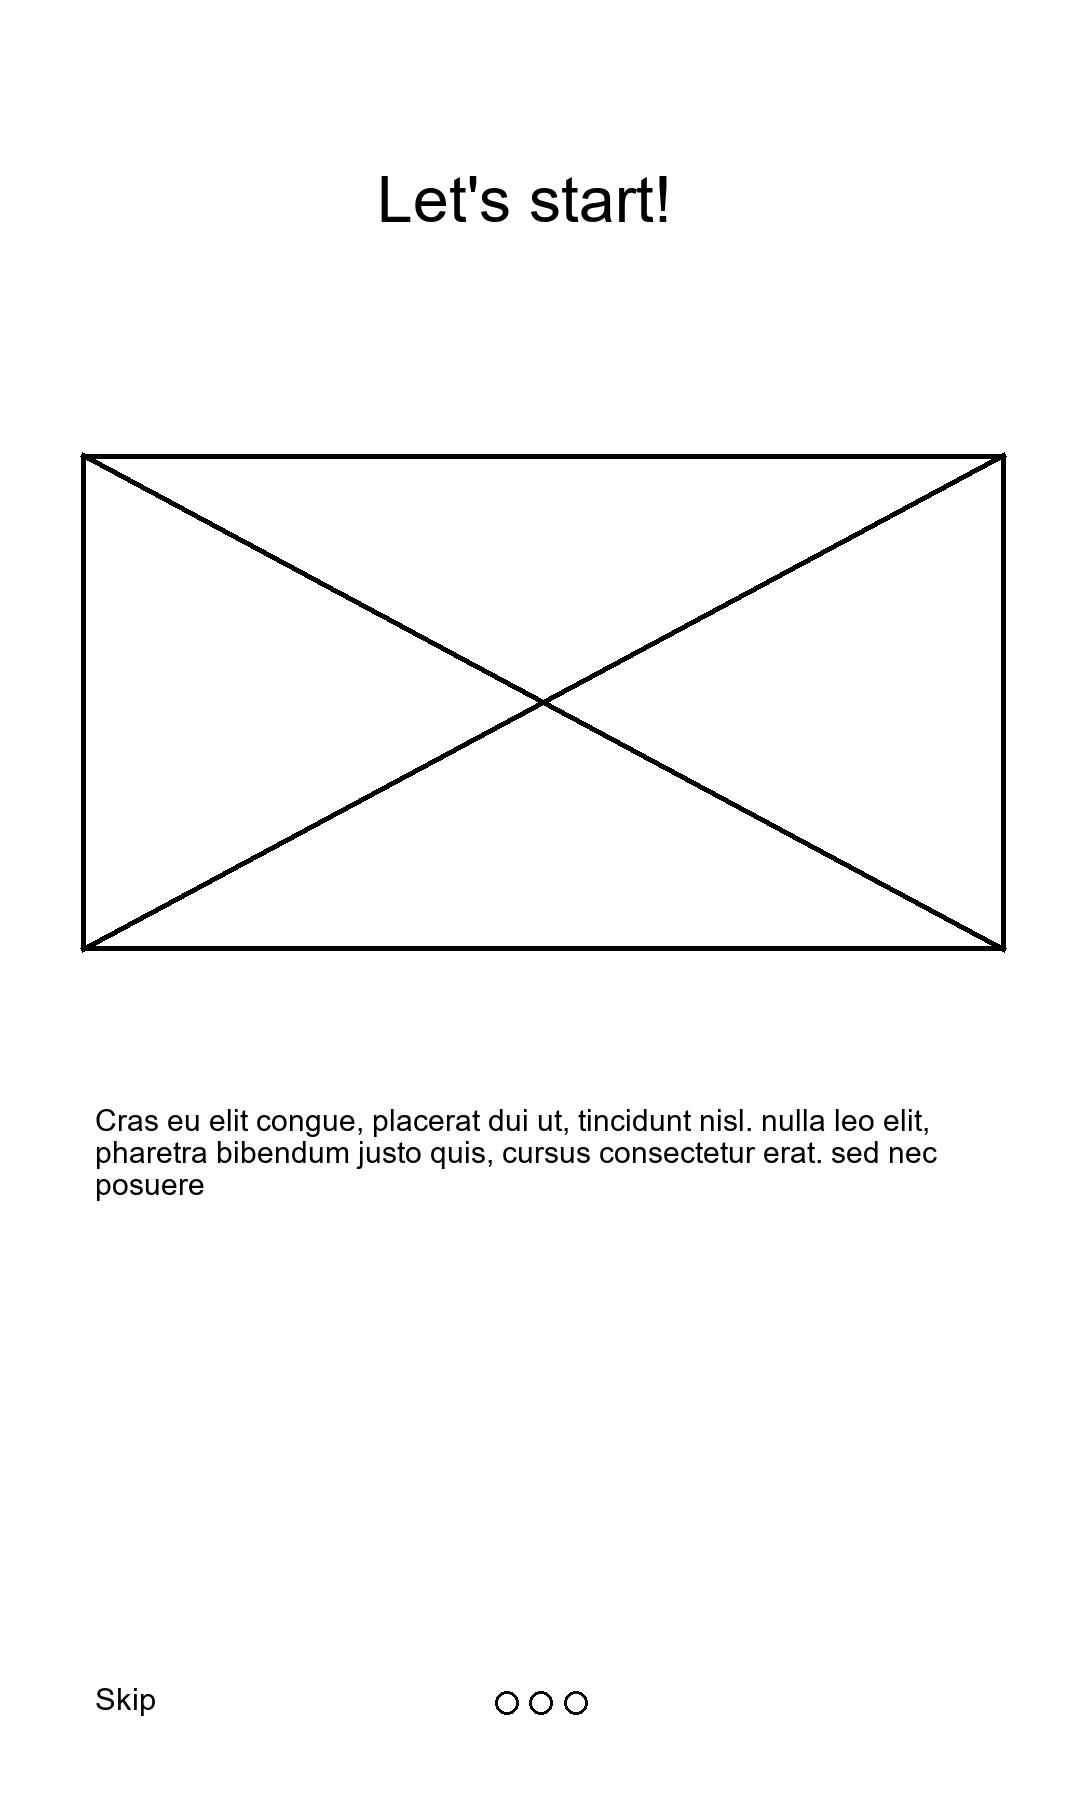 Let's start!
Cras eu elit congue, placerat dui ut, tincidunt nisl. nulla leo elit,
pharetra bibendum justo quis, cursus consectetur erat. sed nec
posuere
Skip